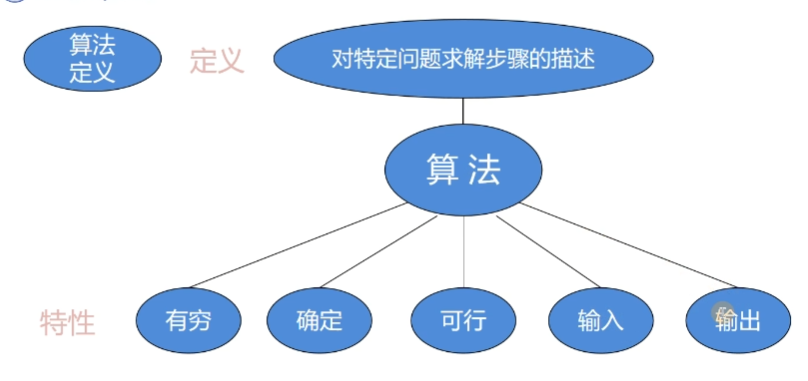 算法
定义
定义
对特定问题求解步骤的描述
算法
特性
有穷
确定
可行
输入
输出